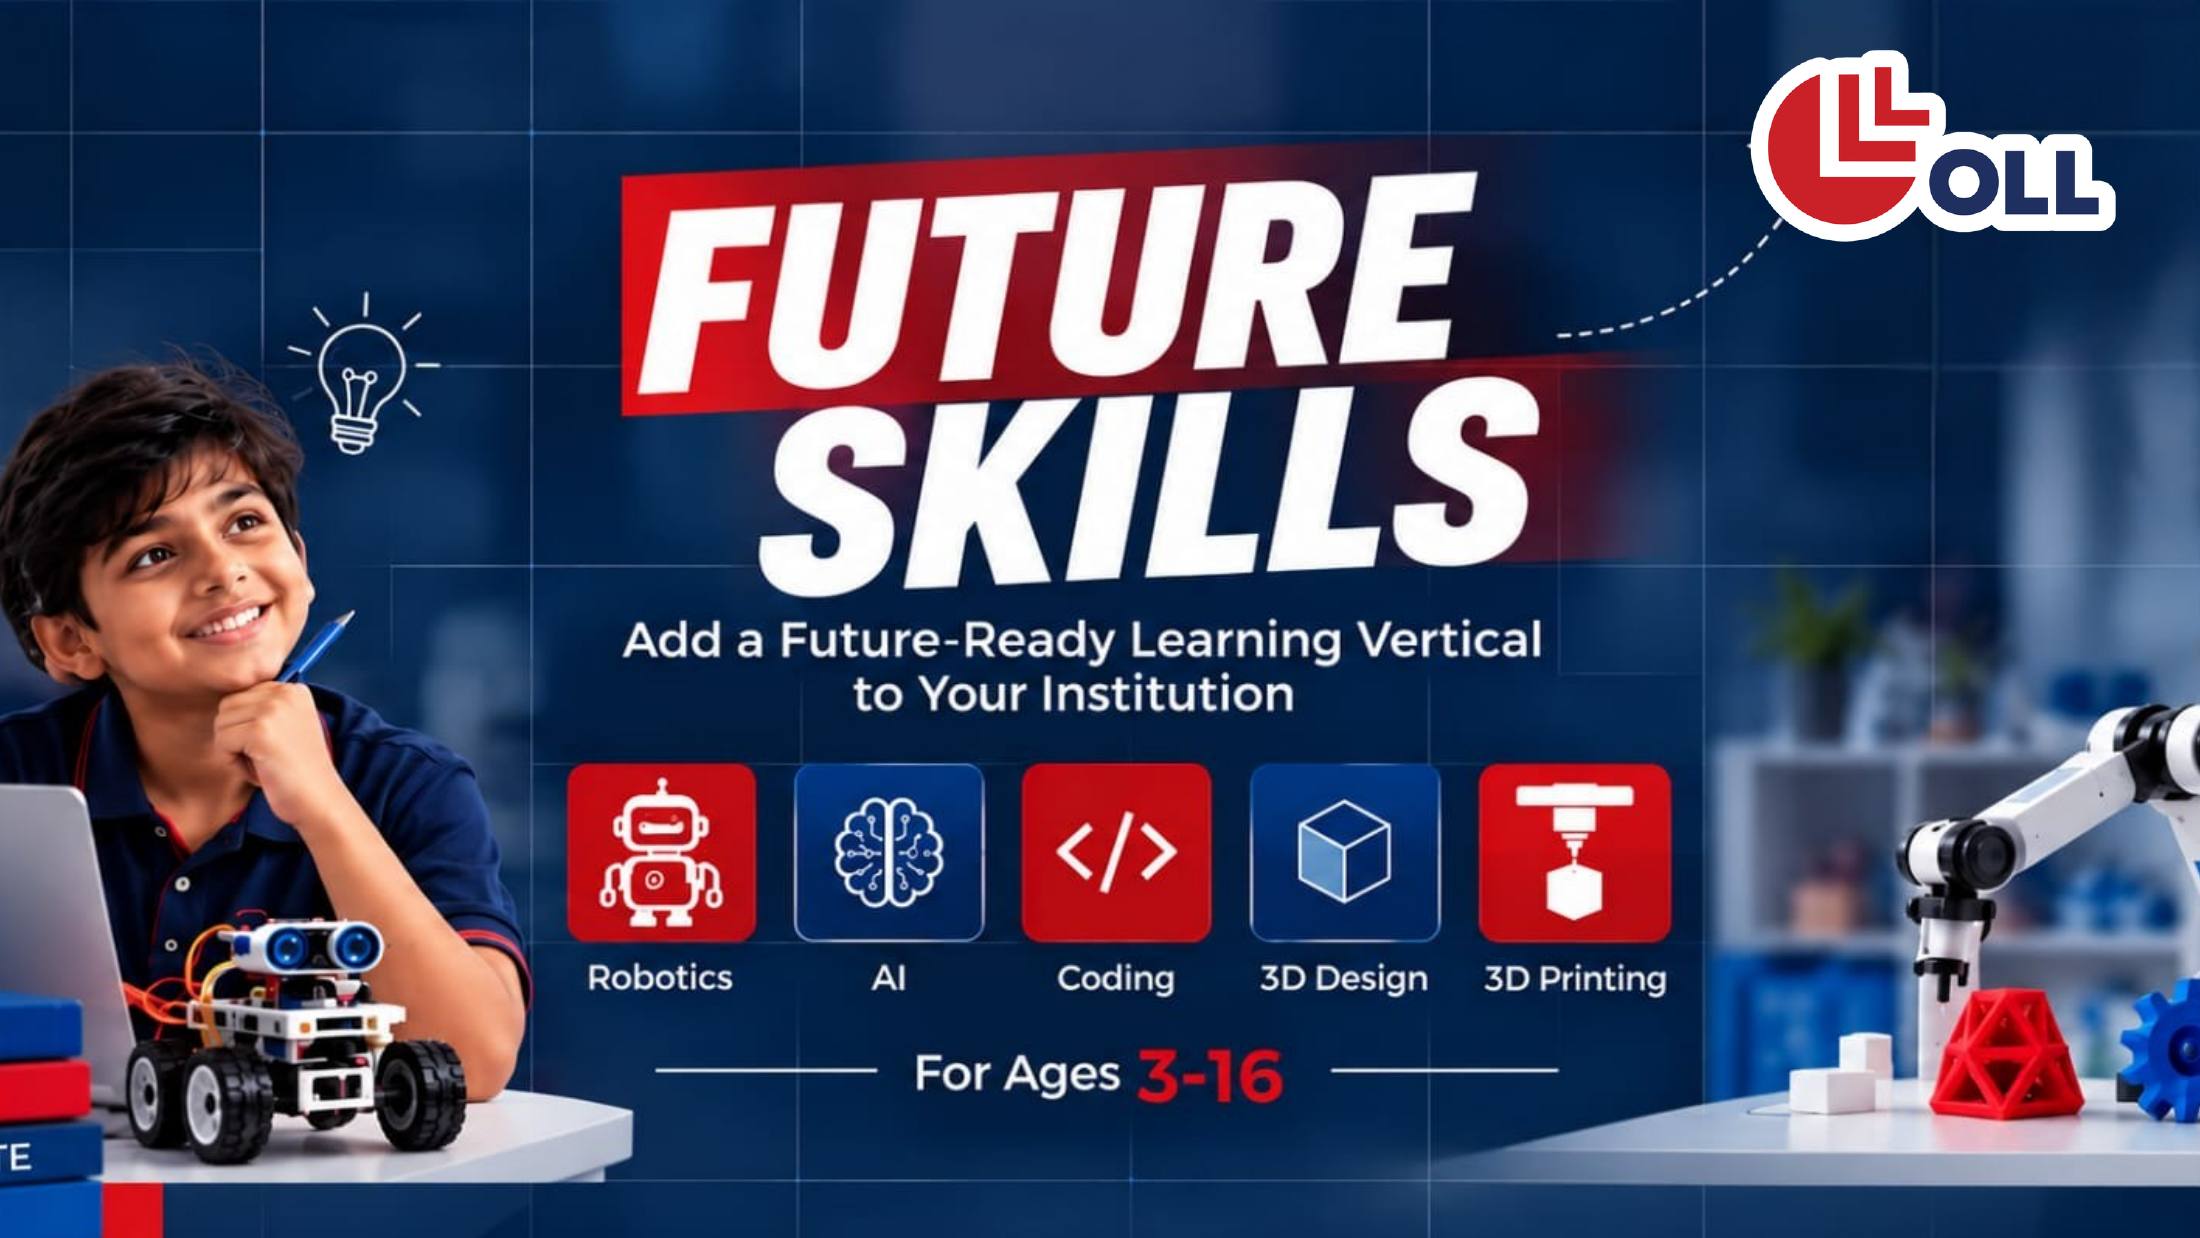 OLL
FUTURE
SKILLS
Add a Future-Ready Learning Vertical
to Your Institution
Robotics
AI
Coding
3D Design
3D Printing
For Ages 3-16
TE